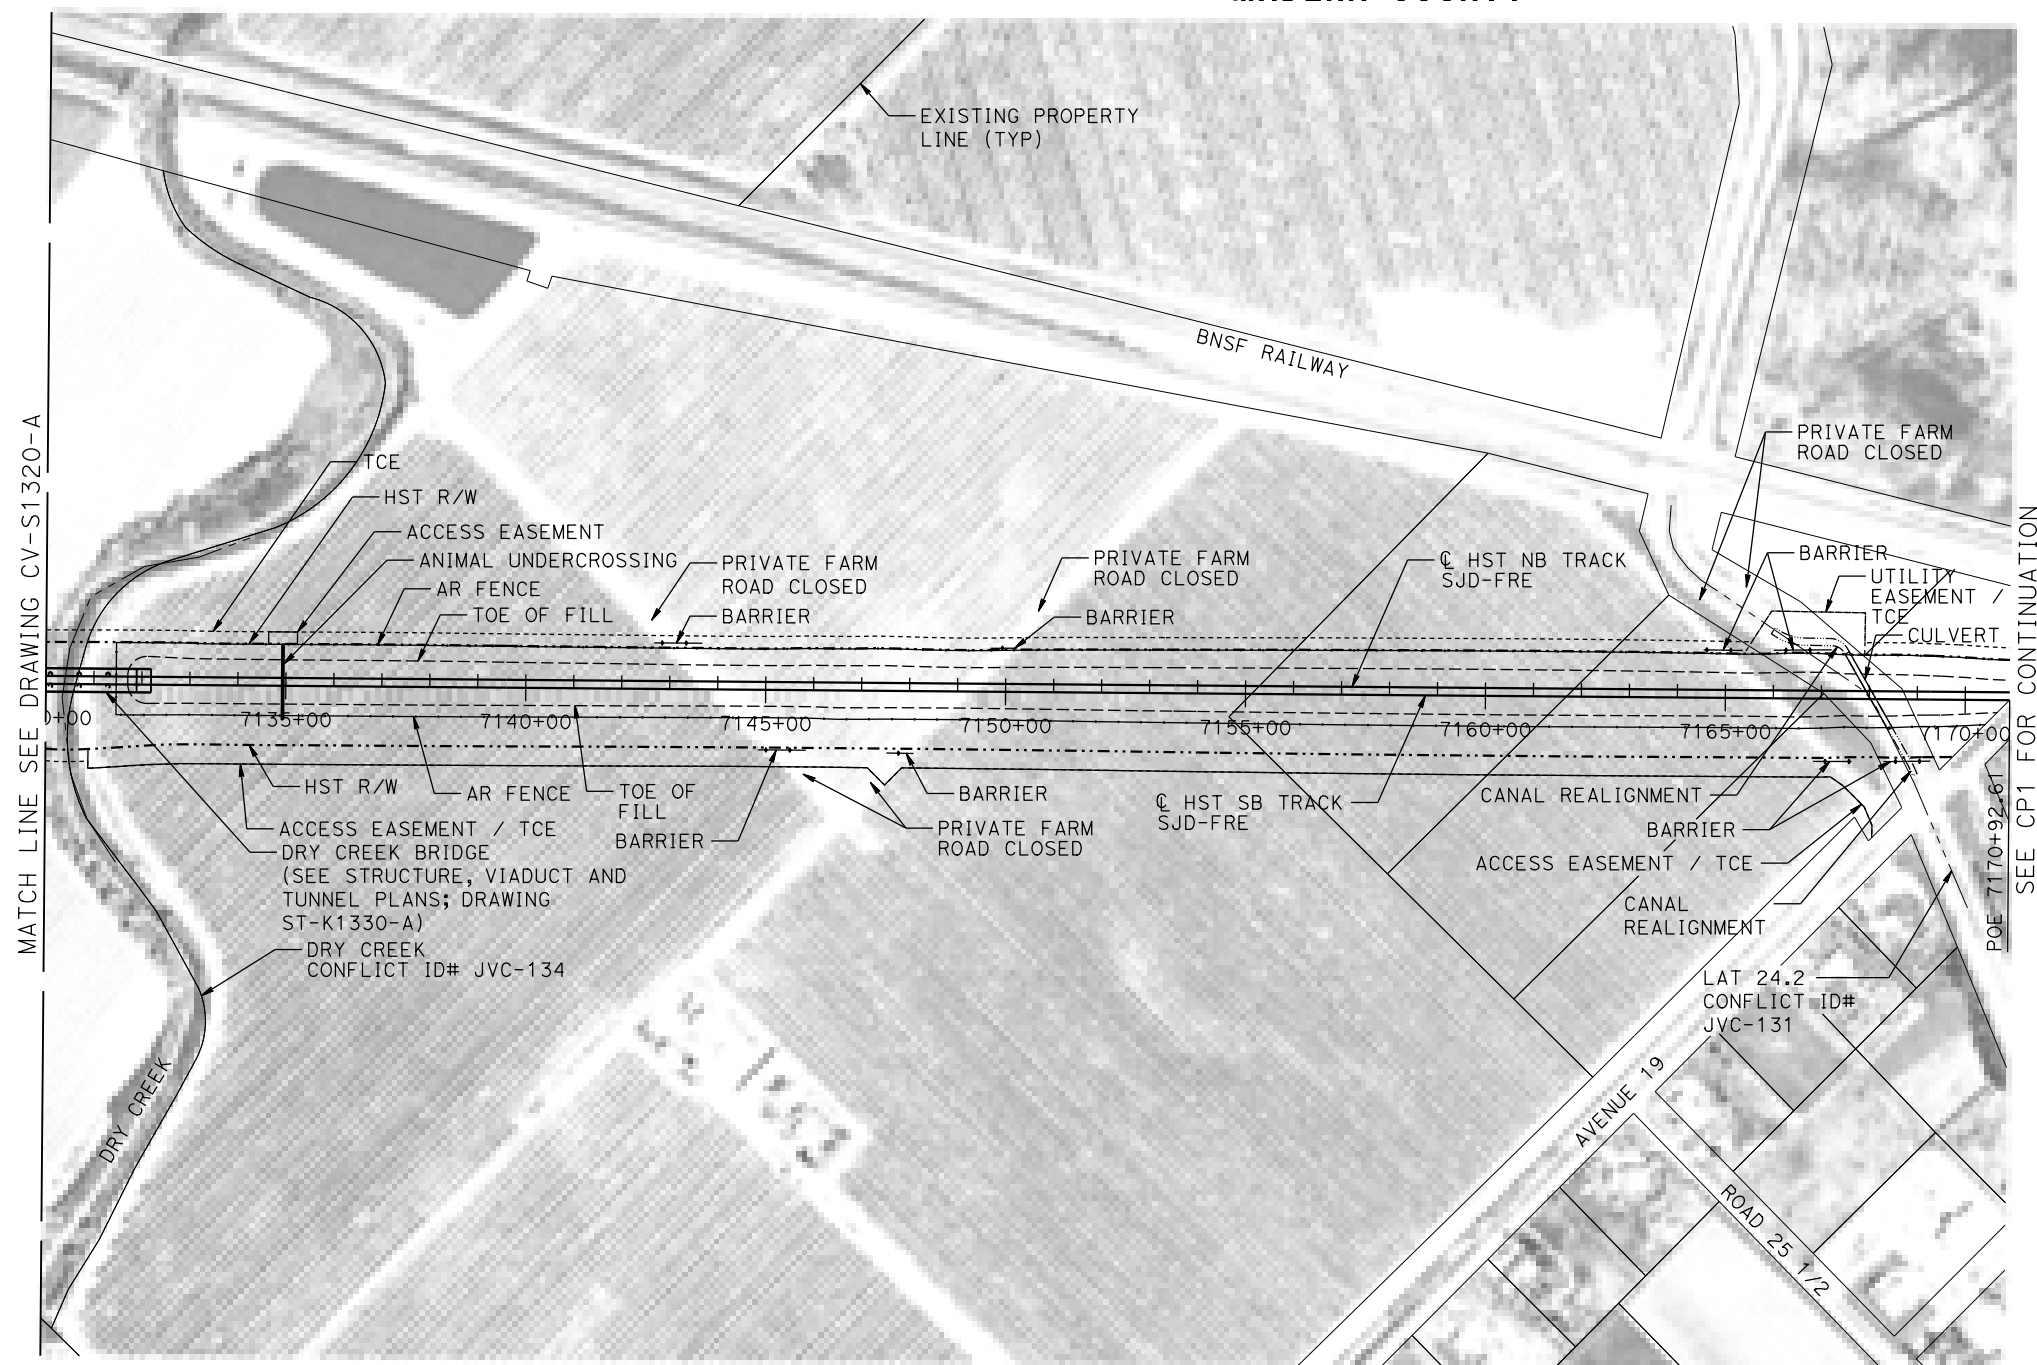 EXISTING PROPERTY
LINE (TYP)
BNSF RAILWAY
MATCH LINE SEE DRAWING CV-S1320-A
TCE
HST R/W
ACCESS EASEMENT
ANIMAL UNDERCROSSING
AR FENCE
TOE OF FILL
PRIVATE FARM
ROAD CLOSED
BARRIER
PRIVATE FARM
ROAD CLOSED
BARRIER
℄ HST NB TRACK
SJD-FRE
PRIVATE FARM
ROAD CLOSED
BARRIER
UTILITY
EASEMENT /
TCE
CULVERT
SEE CP1 FOR CONTINUATION
0+00
7135+00
7140+00
7145+00
7150+00
7155+00
7160+00
7165+00
7170+00
HST R/W
AR FENCE
TOE OF
FILL
BARRIER
BARRIER
PRIVATE FARM
ROAD CLOSED
℄ HST SB TRACK
SJD-FRE
CANAL REALIGNMENT
BARRIER
ACCESS EASEMENT / TCE
CANAL
REALIGNMENT
POE 7170+92.61
ACCESS EASEMENT / TCE
DRY CREEK BRIDGE
(SEE STRUCTURE, VIADUCT AND
TUNNEL PLANS; DRAWING
ST-K1330-A)
DRY CREEK
CONFLICT ID# JVC-134
LAT 24.2
CONFLICT ID#
JVC-131
DRY CREEK
AVENUE 19
ROAD 25 1/2